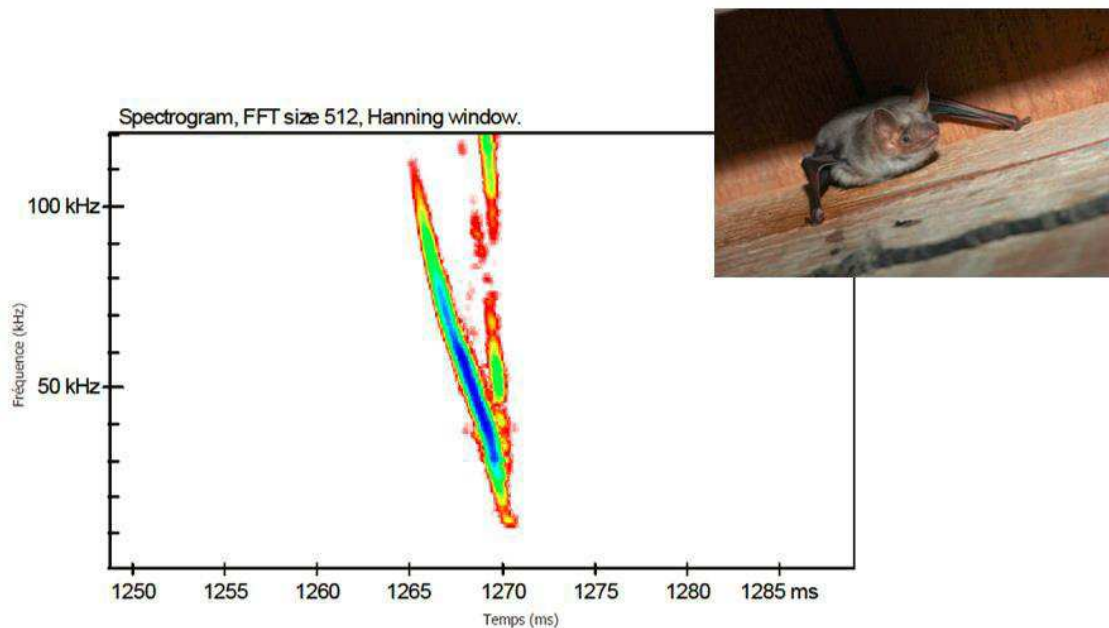 Spectrogram, FFT size 512, Hanning window.
100 kHz
Fréquence (kHz)
50 kHz
1250 1255 1260 1265 1270 1275 1280 1285 ms
Temps (ms)